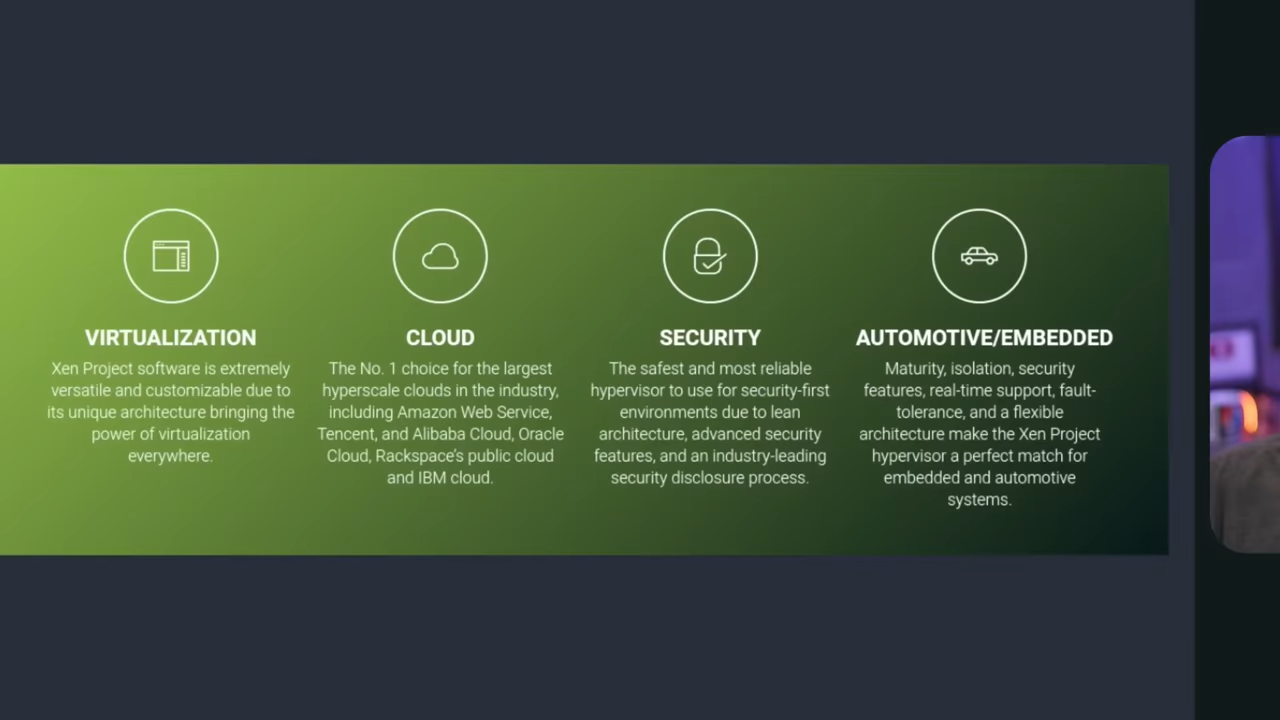 VIRTUALIZATION
Xen Project software is extremely
versatile and customizable due to
its unique architecture bringing the
power of virtualization
everywhere.
CLOUD
The No. 1 choice for the largest
hyperscale clouds in the industry,
including Amazon Web Service,
Tencent, and Alibaba Cloud, Oracle
Cloud, Rackspace's public cloud
and IBM cloud.
SECURITY
The safest and most reliable
hypervisor to use for security-first
environments due to lean
architecture, advanced security
features, and an industry-leading
security disclosure process.
AUTOMOTIVE/EMBEDDED
Maturity, isolation, security
features, real-time support, fault-
tolerance, and a flexible
architecture make the Xen Project
hypervisor a perfect match for
embedded and automotive
systems.